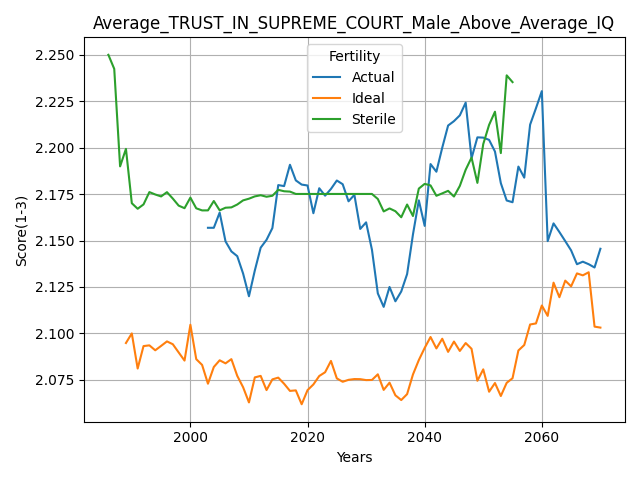 Average_TRUST_IN_SUPREME_COURT_Male_Above_Average_IQ
Fertility
Actual
Ideal
Sterile
Score(1-3)
2.250
2.225
2.200
2.175
2.150
2.125
2.100
2.075
2000
2020
2040
2060
Years